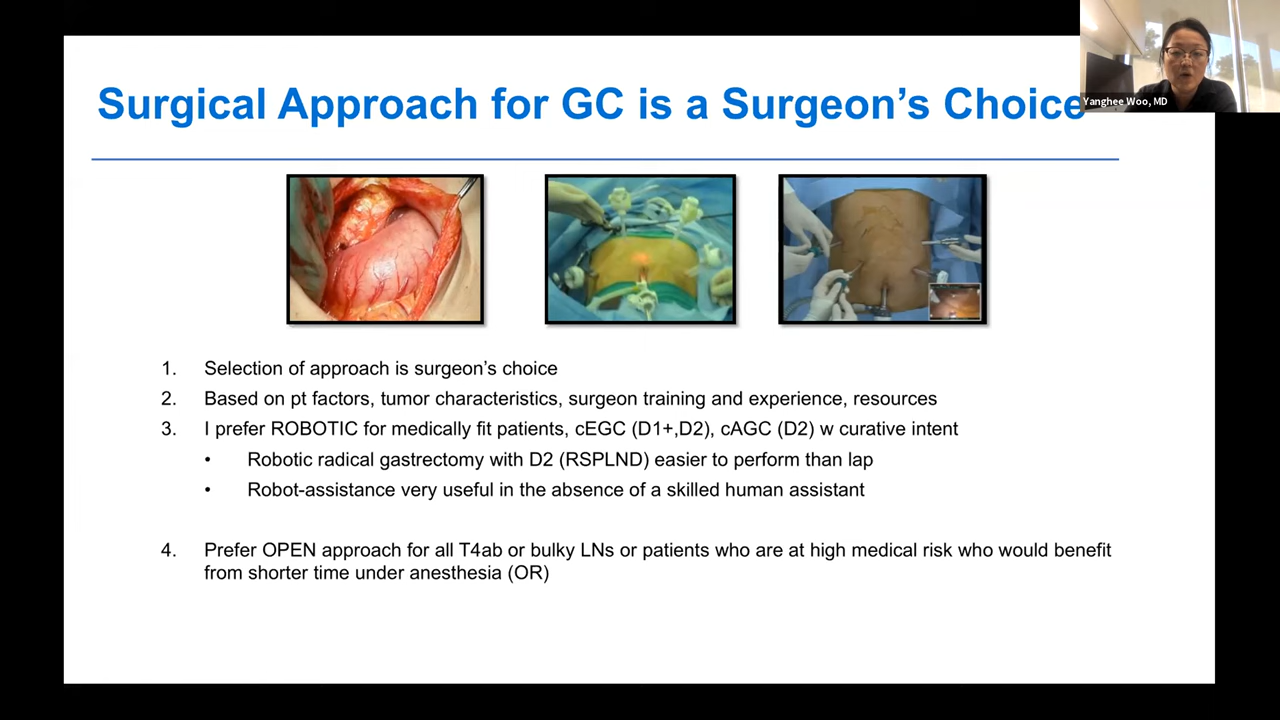 Surgical Approach for GC is a Surgeon's Choice
Yanghee Woo, MD
1. Selection of approach is surgeon's choice
2. Based on pt factors, tumor characteristics, surgeon training and experience, resources
3. I prefer ROBOTIC for medically fit patients, cEGC (D1+,D2), cAGC (D2) w curative intent
• Robotic radical gastrectomy with D2 (RSPLND) easier to perform than lap
• Robot-assistance very useful in the absence of a skilled human assistant
4. Prefer OPEN approach for all T4ab or bulky LNs or patients who are at high medical risk who would benefit
from shorter time under anesthesia (OR)